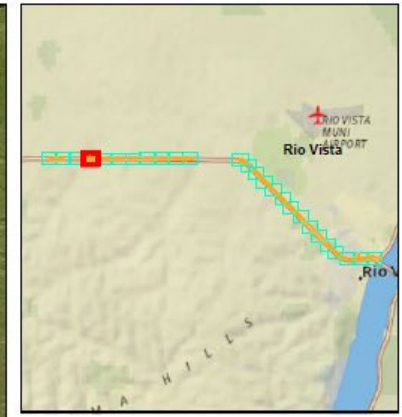 RIO VISTA
MUNI
AIRPORT
Rio Vista
Rio V
M A H I L L S